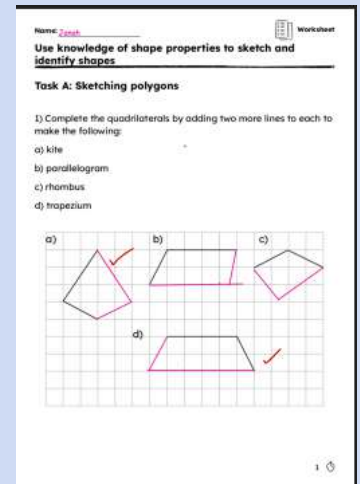 Name: Jonah
Worksheet
Use knowledge of shape properties to sketch and
identify shapes
Task A: Sketching polygons
1) Complete the quadrilaterals by adding two more lines to each to
make the following:
a) kite
b) parallelogram
c) rhombus
d) trapezium
a)
b)
c)
d)
1